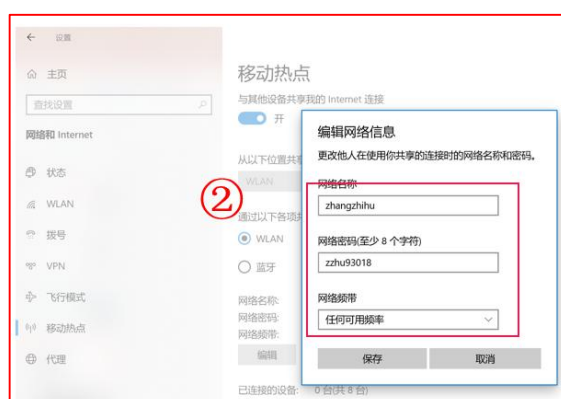 设置
主页
查找设置
网络和 Internet
状态
WLAN
拨号
VPN
飞行模式
移动热点
代理
移动热点
与其他设备共享我的 Internet 连接
开
从以下位置共享
WLAN
通过以下各项共
WLAN
蓝牙
网络名称:
网络密码:
网络频带:
编辑
已连接的设备: 0 台(共 8 台)
②
编辑网络信息
更改他人在使用你共享的连接时的网络名称和密码。
网络名称
zhangzhihu
网络密码(至少 8 个字符)
zzhu93018
网络频带
任何可用频率
保存
取消